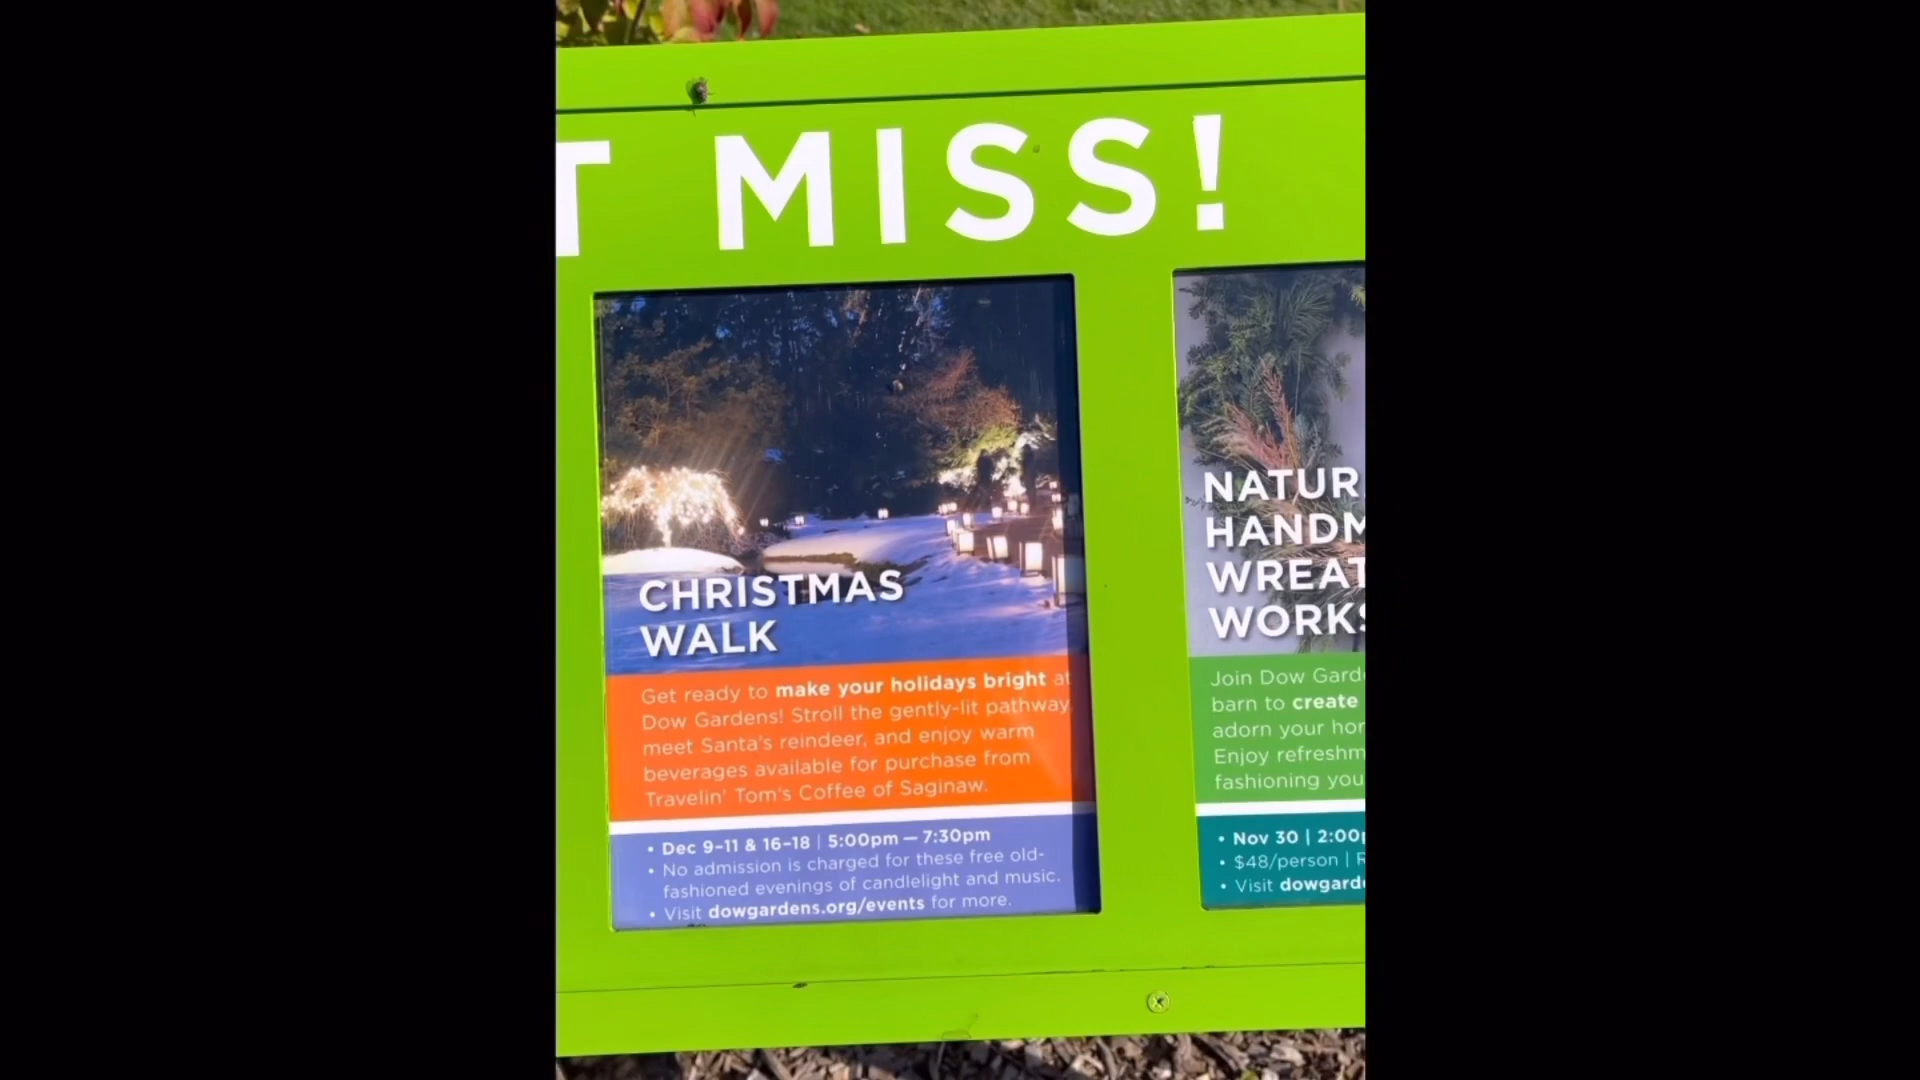 T MISS!
CHRISTMAS
WALK
Get ready to make your holidays bright at
Dow Gardens! Stroll the gently-lit pathway,
meet Santa's reindeer, and enjoy warm
beverages available for purchase from
Travelin' Tom's Coffee of Saginaw.
• Dec 9–11 & 16–18 | 5:00pm — 7:30pm
• No admission is charged for these free old-
fashioned evenings of candlelight and music.
• Visit dowgardens.org/events for more.
NATUR
HANDM
WREAT
WORKS
Join Dow Garde
barn to create
adorn your hom
Enjoy refreshm
fashioning you
• Nov 30 | 2:00p
• $48/person | R
• Visit dowgarde